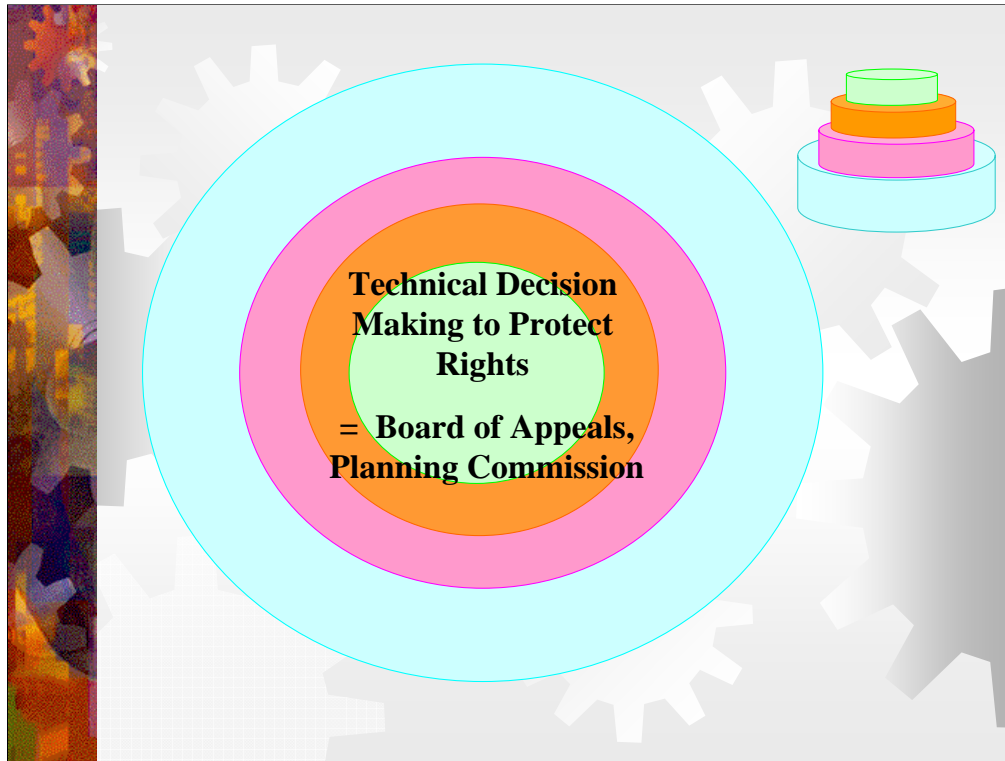 Technical Decision
Making to Protect
Rights
= Board of Appeals,
Planning Commission